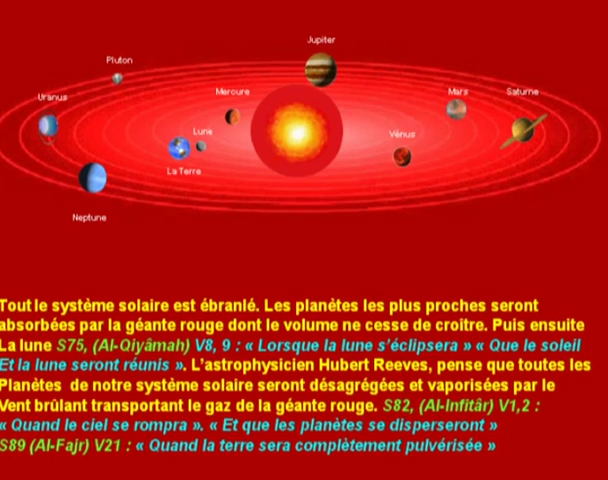 Jupiter
Pluton
Uranus
Mercure
Mars
Saturne
Lune
Vénus
La Terre
Neptune
Tout le système solaire est ébranlé. Les planètes les plus proches seront
absorbées par la géante rouge dont le volume ne cesse de croitre. Puis ensuite
La lune S75, (Al-Qiyâmah) V8, 9 : « Lorsque la lune s’éclipsera » « Que le soleil
Et la lune seront réunis ». L’astrophysicien Hubert Reeves, pense que toutes les
Planètes de notre système solaire seront désagrégées et vaporisées par le
Vent brûlant transportant le gaz de la géante rouge. S82, (Al-Infitâr) V1,2 :
« Quand le ciel se rompra ». « Et que les planètes se disperseront »
S89 (Al-Fajr) V21 : « Quand la terre sera complètement pulvérisée »